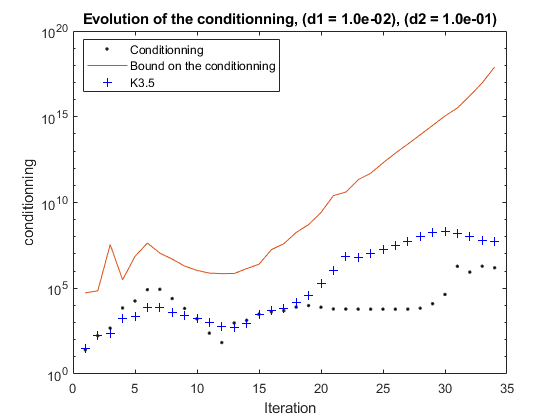 Evolution of the conditionning, (d1 = 1.0e-02), (d2 = 1.0e-01)
10^20
Conditionning
Bound on the conditionning
K3.5
10^15
conditionning
10^10
10^5
10^0
0 5 10 15 20 25 30 35
Iteration